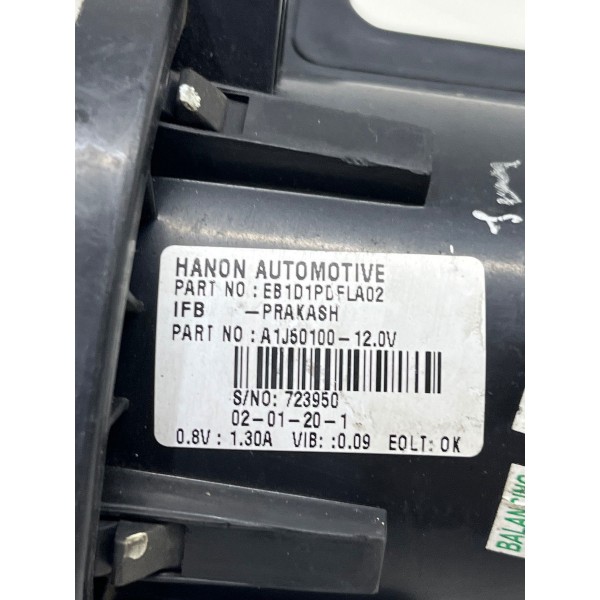 HANON AUTOMOTIVE
PART NO : EB1D1PDFLA02
IFB -PRAKASH
PART NO : A1J50100-12.0V
S/NO: 723950
02-01-20-1
0.8V : 1.30A VIB: :0.09 EOLT: OK
BALANCING